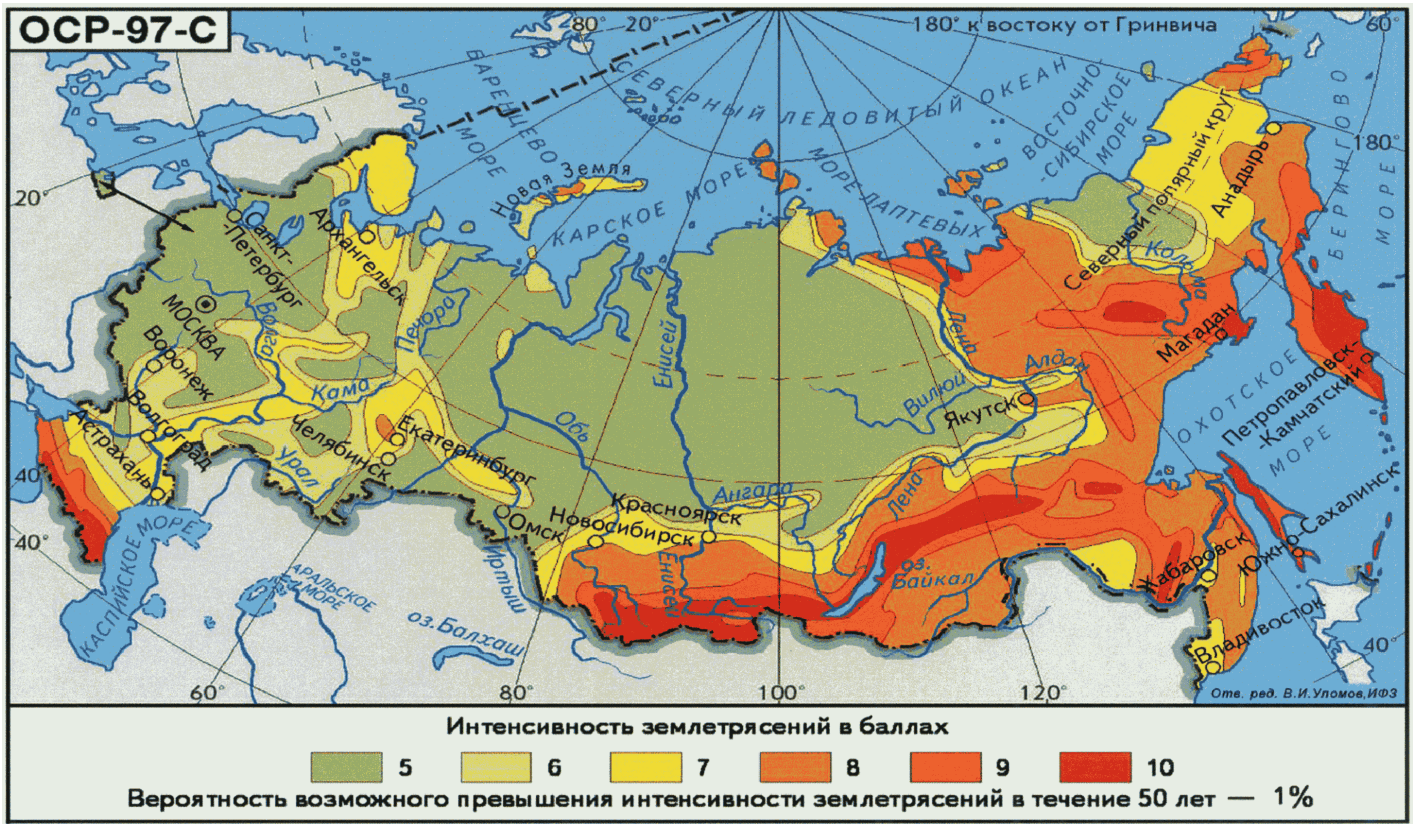 ОСР-97-С
80° 20° 180° к востоку от Гринвича 60°
БАРЕНЦЕВО
МОРЕ
СЕВЕРНЫЙ ЛЕДОВИТЫЙ ОКЕАН
ВОСТОЧНО-
-СИБИРСКОЕ
МОРЕ
БЕРИНГОВО
МОРЕ
180°
20°
Новая Земля
КАРСКОЕ МОРЕ
МОРЕ ЛАПТЕВЫХ
Северный полярный круг
Анадырь
Санкт-
-Петербург
Архангельск
МОСКВА
Волга
Печора
Воронеж
Кама
Енисей
Лена
Колыма
Магадан
Алдан
Вилюй
Якутск
ОХОТСКОЕ
МОРЕ
Петропавловск-
-Камчатский
Волгоград
Астрахань
Челябинск
Екатеринбург
Урал
Обь
40°
Красноярск
Ангара
Новосибирск
Омск
Иртыш
Енисей
Лена
оз.
Байкал
Хабаровск
Южно-Сахалинск
Владивосток
40°
КАСПИЙСКОЕ МОРЕ
АРАЛЬСКОЕ
МОРЕ
оз. Балхаш
40°
60° 80° 100° 120°
Отв. ред. В.И.Уломов,ИФЗ
Интенсивность землетрясений в баллах
5 6 7 8 9 10
Вероятность возможного превышения интенсивности землетрясений в течение 50 лет — 1%